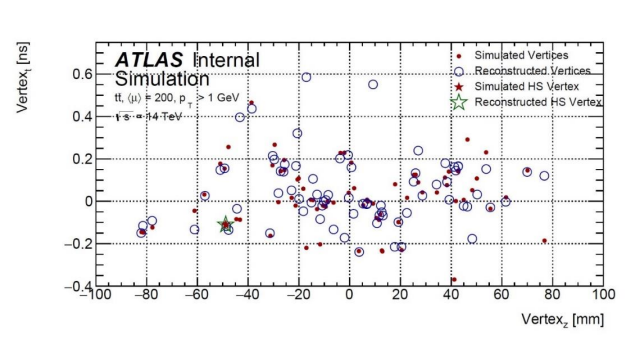 Vertex_t [ns]
ATLAS Internal
Simulation
tt̄, ⟨μ⟩ = 200, p_T > 1 GeV
√s = 14 TeV
Simulated Vertices
Reconstructed Vertices
Simulated HS Vertex
Reconstructed HS Vertex
0.6
0.4
0.2
0
−0.2
−0.4
−100 −80 −60 −40 −20 0 20 40 60 80 100
Vertex_z [mm]